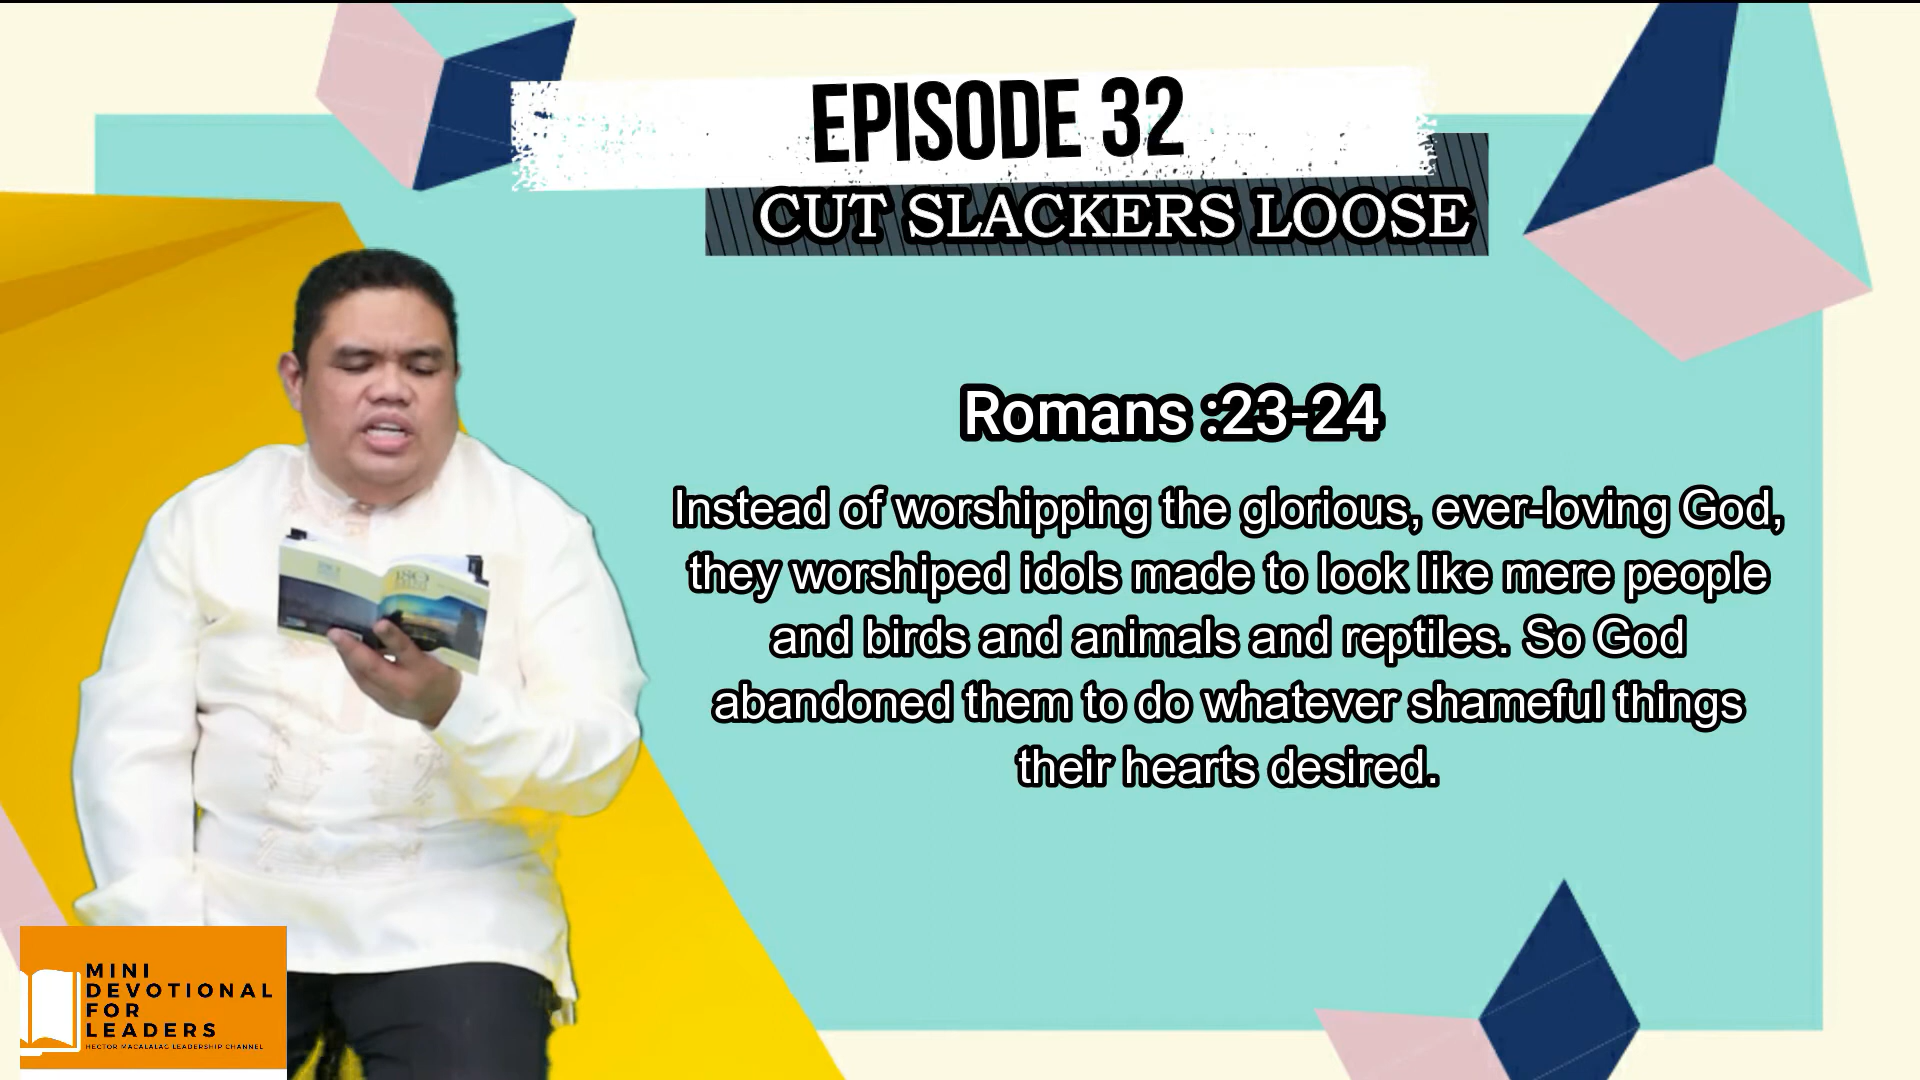 EPISODE 32
CUT SLACKERS LOOSE
Romans :23-24
Instead of worshipping the glorious, ever-loving God,
they worshiped idols made to look like mere people
and birds and animals and reptiles. So God
abandoned them to do whatever shameful things
their hearts desired.
MINI
DEVOTIONAL
FOR
LEADERS
HECTOR MACALALAG LEADERSHIP CHANNEL